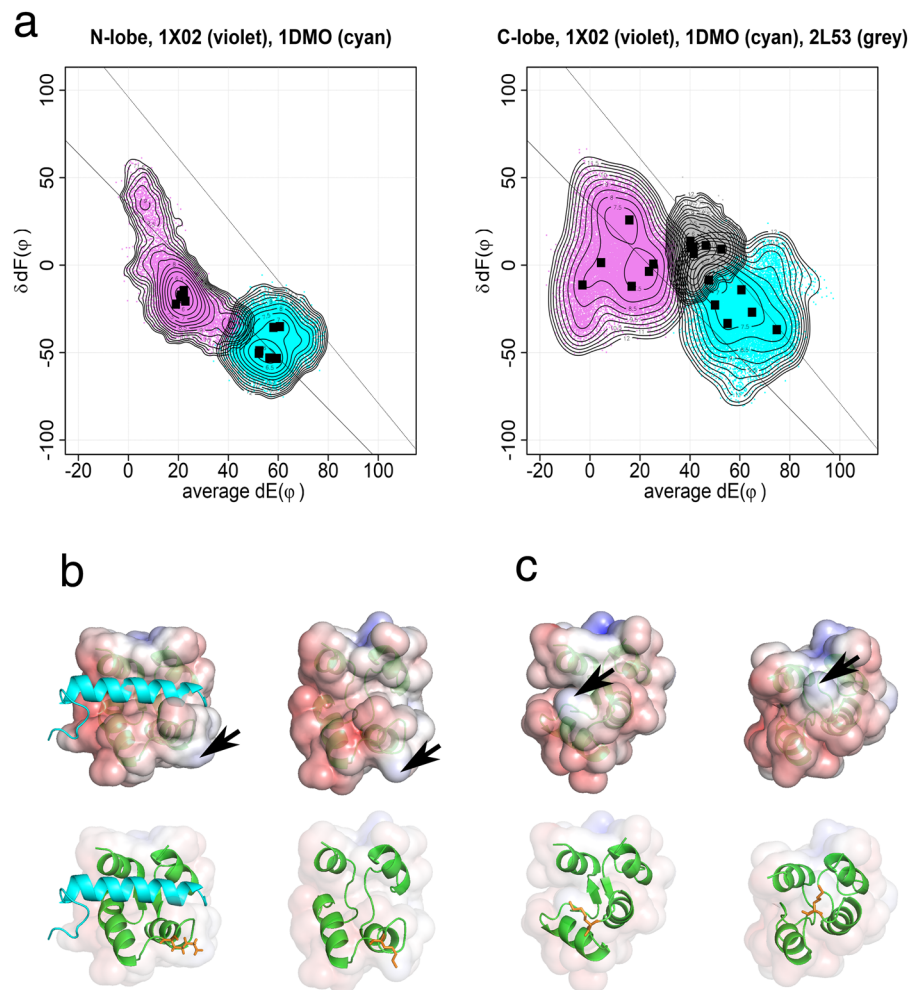 a
N-lobe, 1X02 (violet), 1DMO (cyan)
C-lobe, 1X02 (violet), 1DMO (cyan), 2L53 (grey)
δ dF(φ)
100
50
0
-50
-100
-20 0 20 40 60 80 100
average dE(φ)
δ dF(φ)
100
50
0
-50
-100
-20 0 20 40 60 80 100
average dE(φ)
b
c